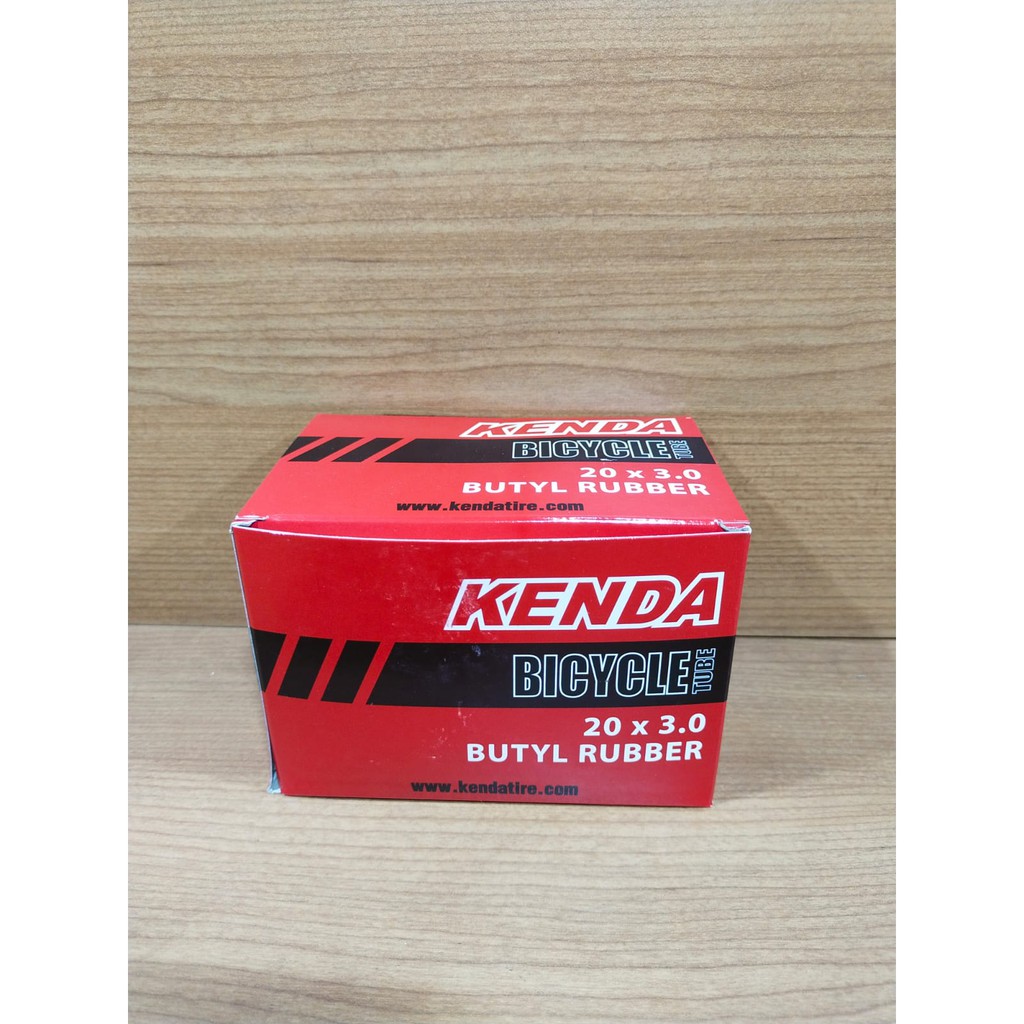 KENDA
BICYCLE TUBE
20 x 3.0
BUTYL RUBBER
www.kendatire.com
KENDA
BICYCLE TUBE
20 x 3.0
BUTYL RUBBER
www.kendatire.com